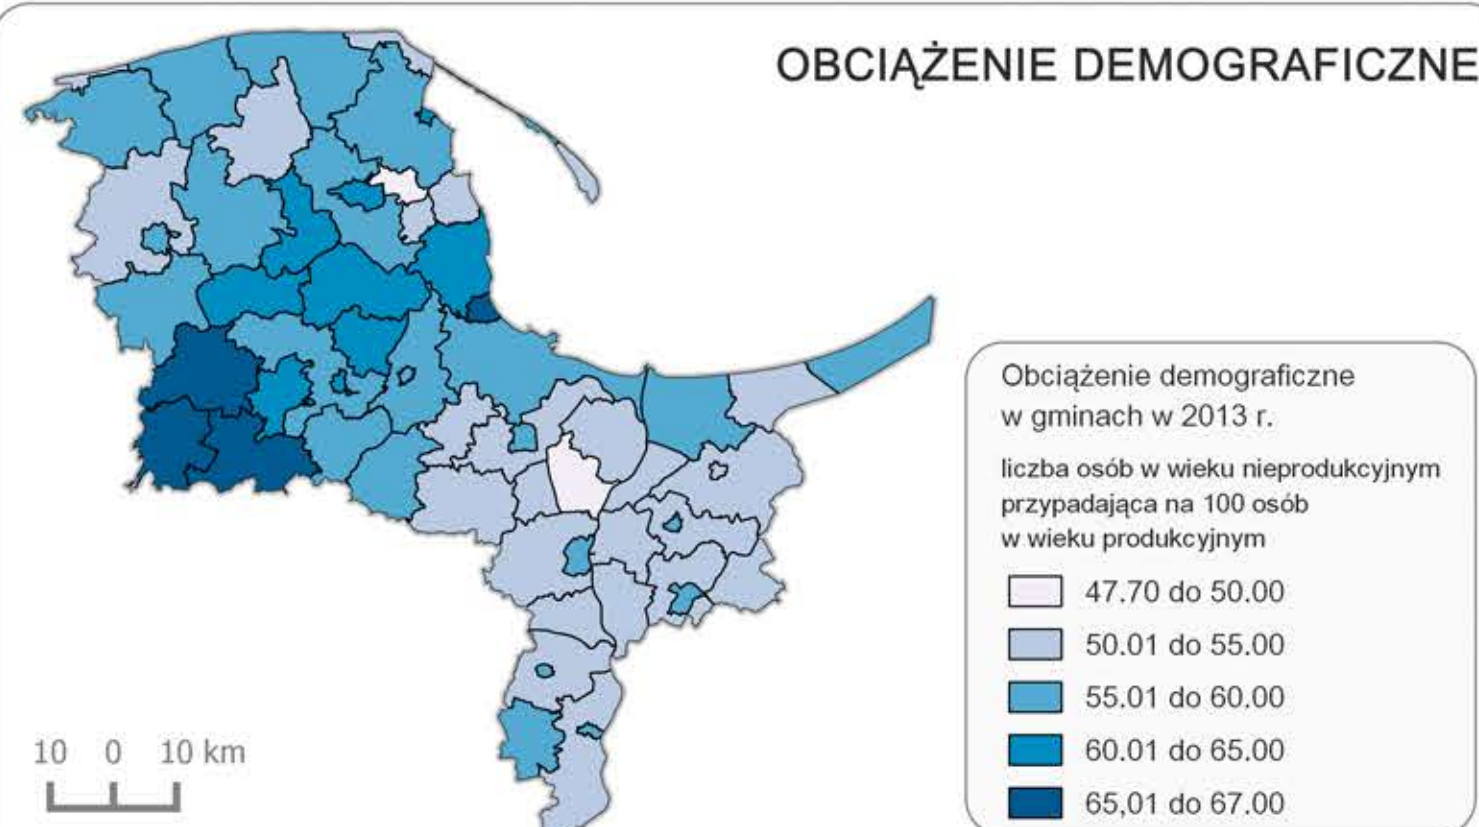 OBCIĄŻENIE DEMOGRAFICZNE
Obciążenie demograficzne
w gminach w 2013 r.
liczba osób w wieku nieprodukcyjnym
przypadająca na 100 osób
w wieku produkcyjnym
47.70 do 50.00
50.01 do 55.00
55.01 do 60.00
60.01 do 65.00
65,01 do 67.00
10 0 10 km